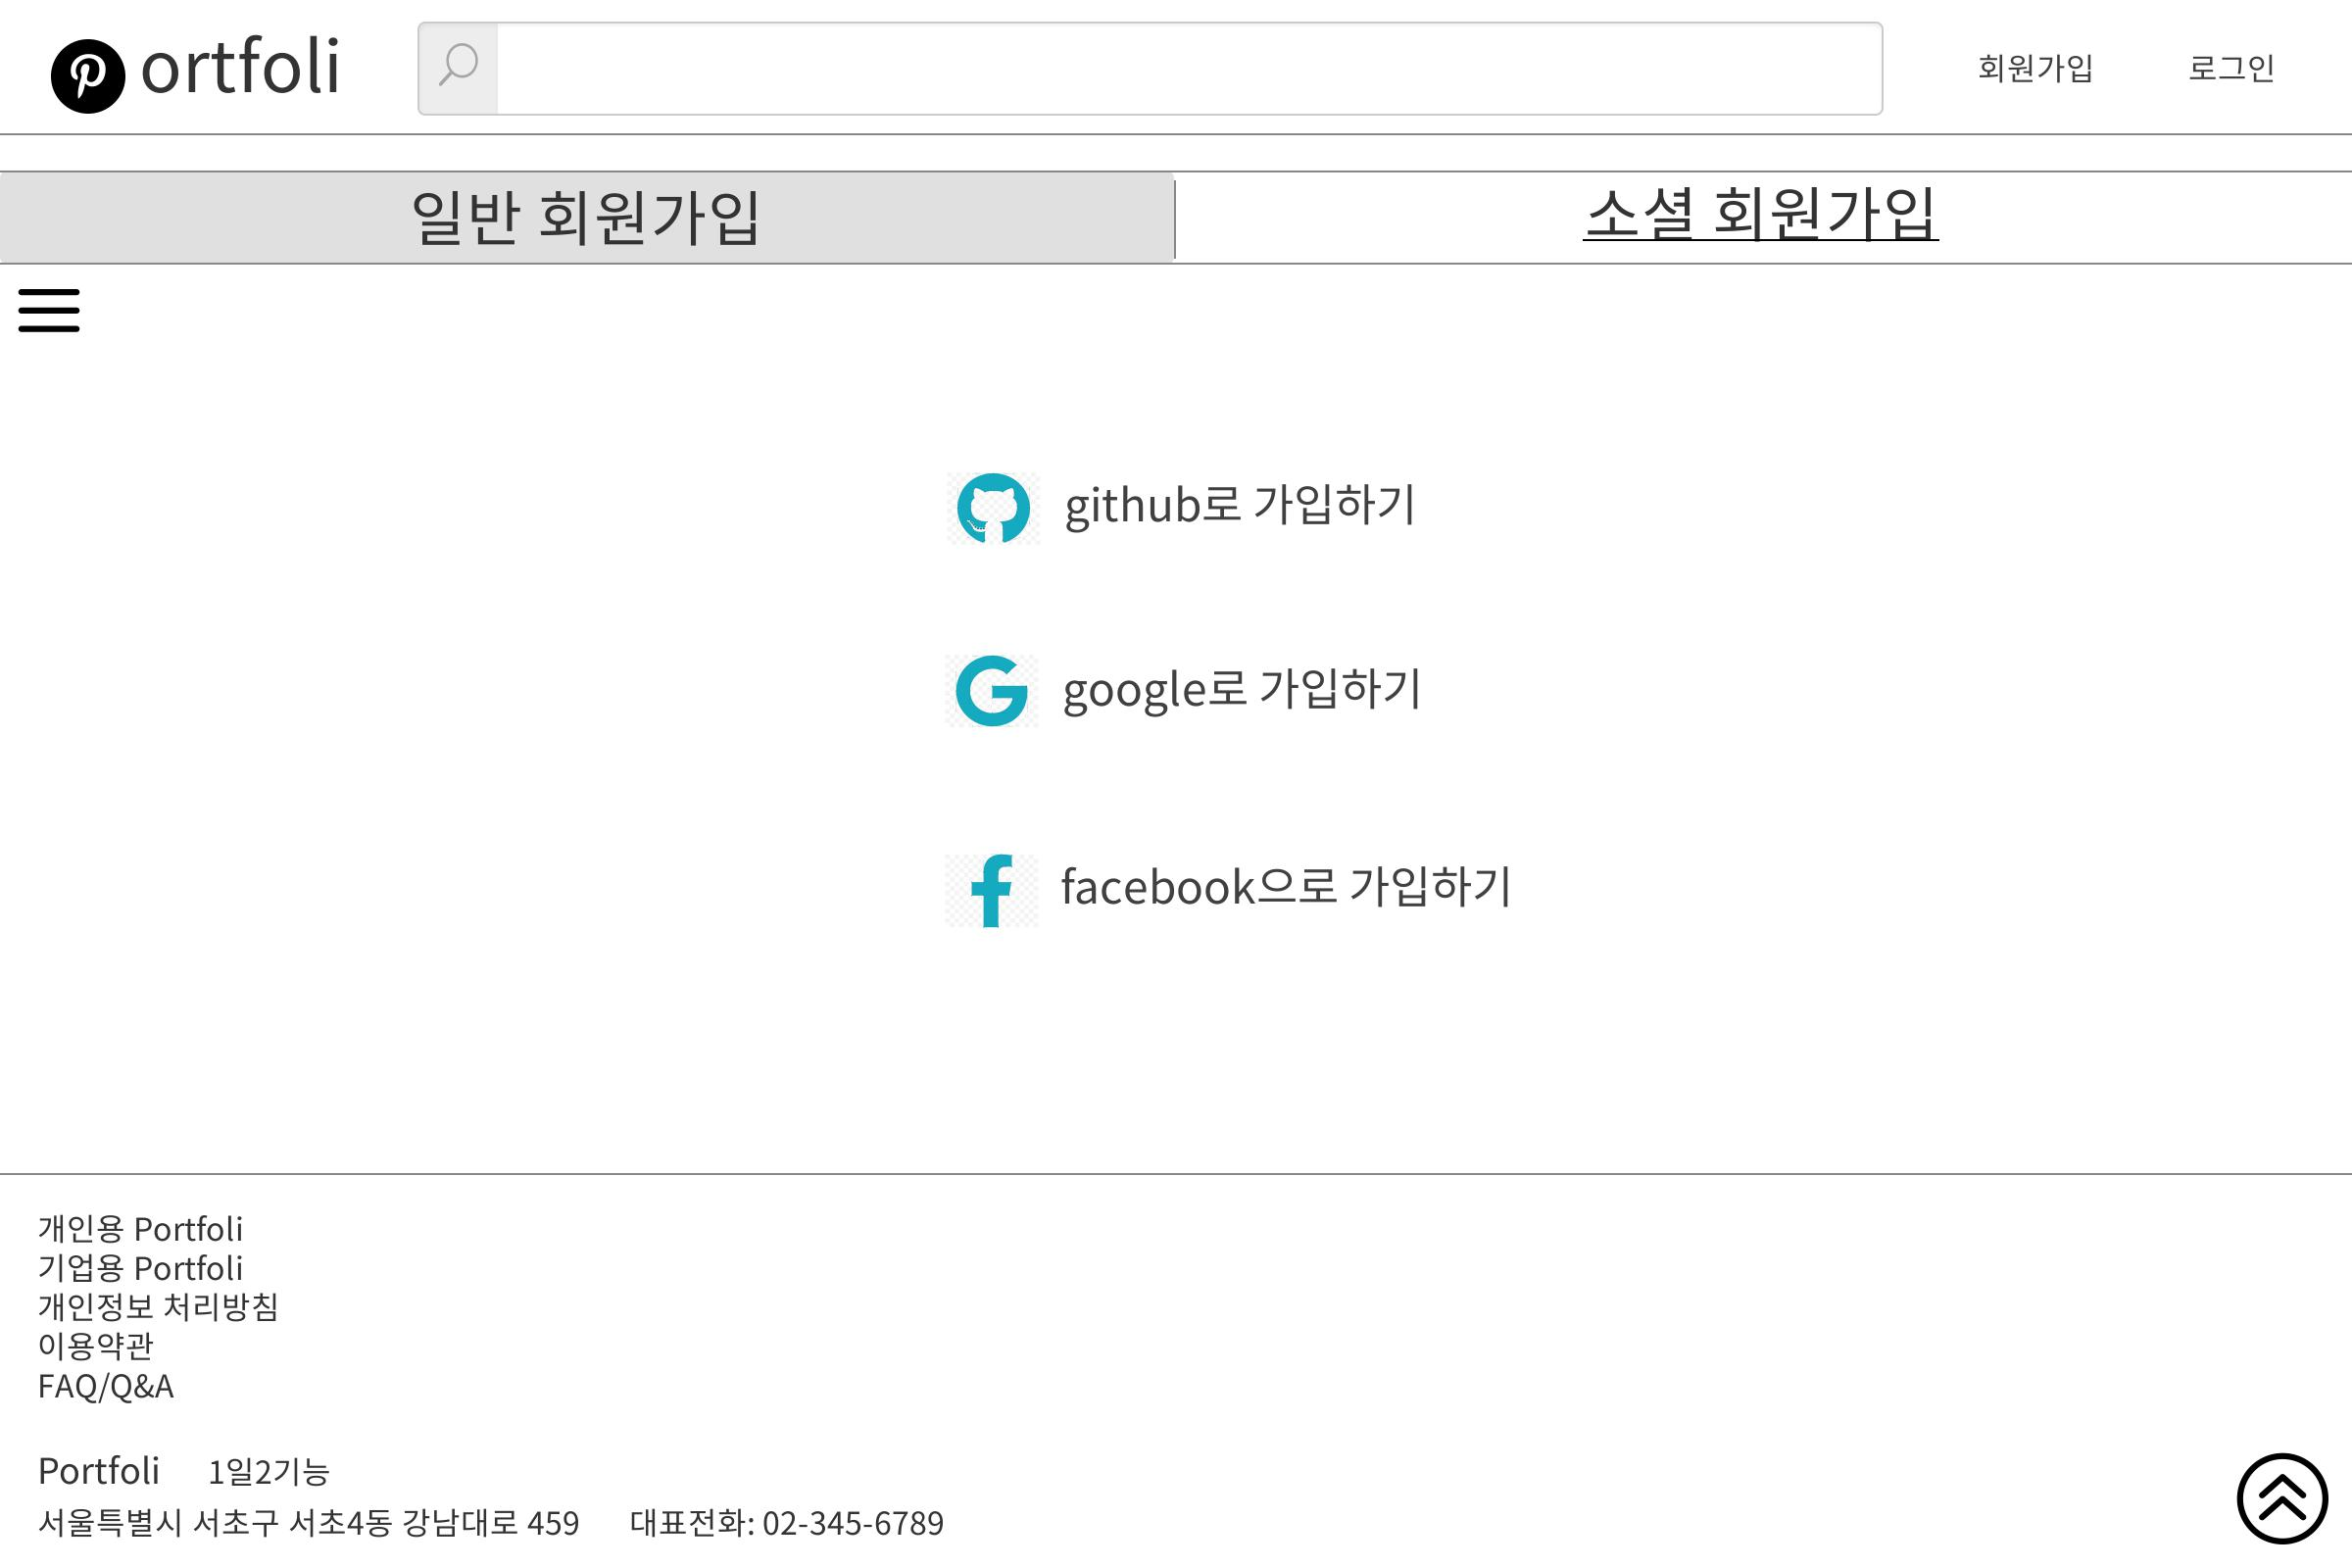 ortfoli
회원가입 로그인
일반 회원가입 소셜 회원가입
github로 가입하기
google로 가입하기
facebook으로 가입하기
개인용 Portfoli
기업용 Portfoli
개인정보 처리방침
이용약관
FAQ/Q&A
Portfoli 1일2기능
서울특별시 서초구 서초4동 강남대로 459 대표전화: 02-345-6789